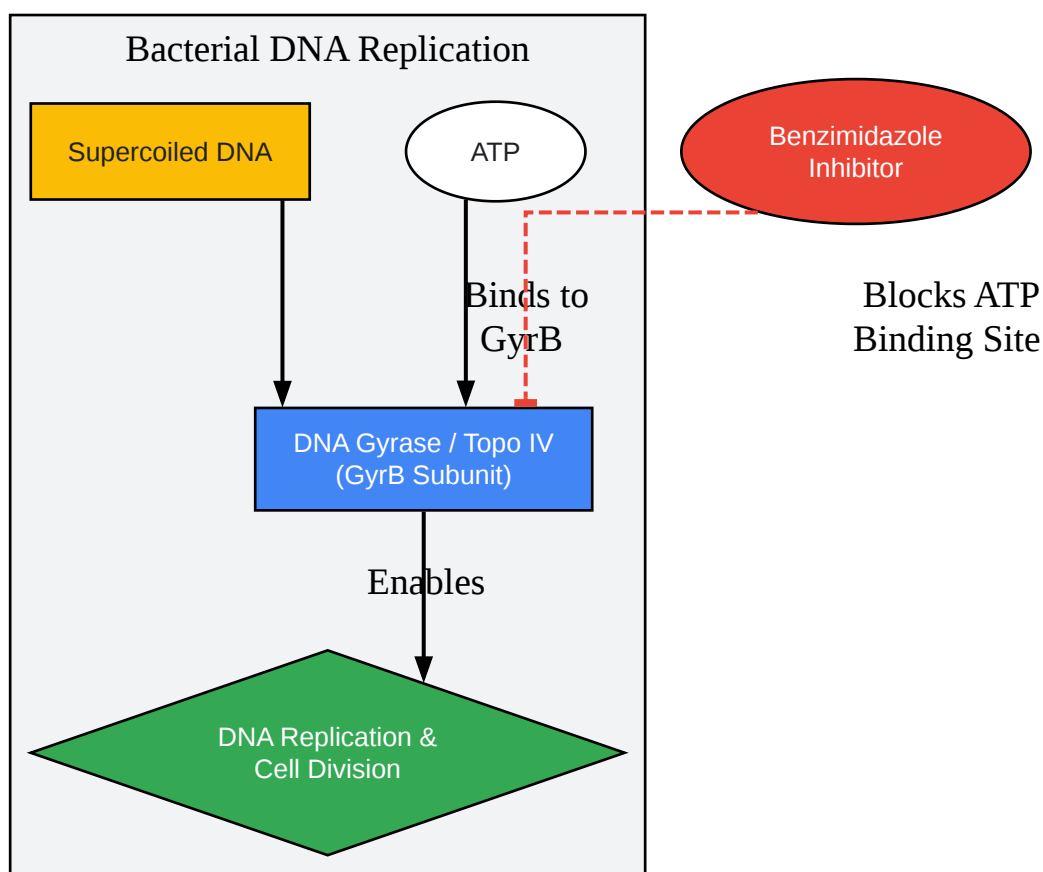 Bacterial DNA Replication
Supercoiled DNA
ATP
Benzimidazole
Inhibitor
Binds to
GyrB
Blocks ATP
Binding Site
DNA Gyrase / Topo IV
(GyrB Subunit)
Enables
DNA Replication &
Cell Division